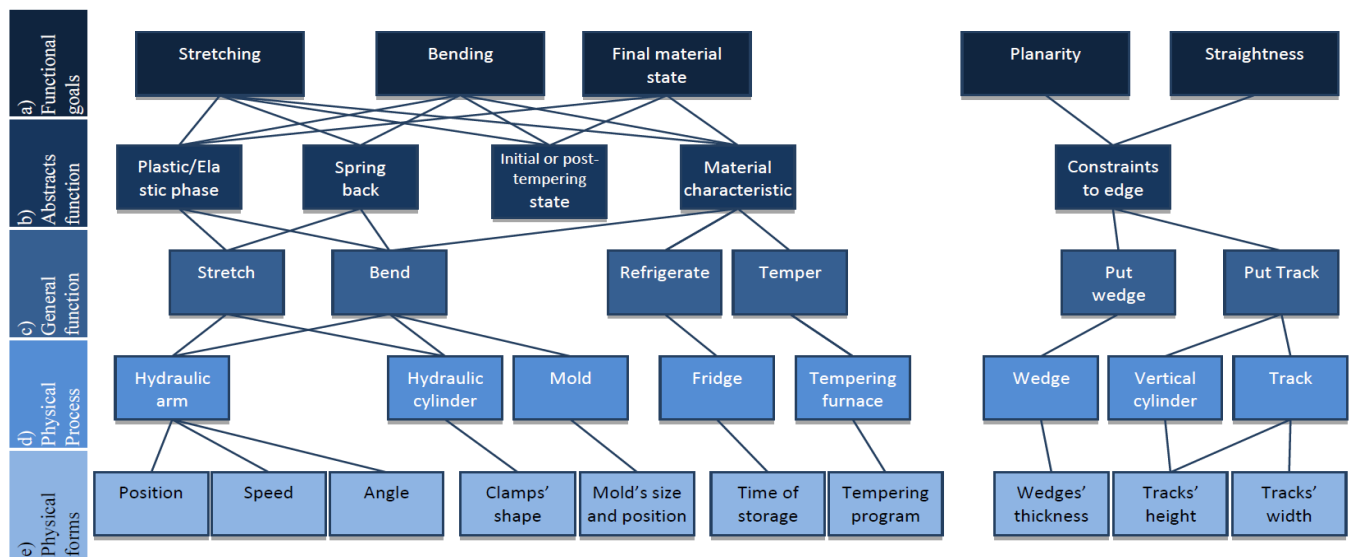 a)
Functional
goals
Stretching
Bending
Final material
state
Planarity
Straightness
b)
Abstracts
function
Plastic/Ela
stic phase
Spring
back
Initial or post-
tempering
state
Material
characteristic
Constraints
to edge
c)
General
function
Stretch
Bend
Refrigerate
Temper
Put
wedge
Put Track
d)
Physical
Process
Hydraulic
arm
Hydraulic
cylinder
Mold
Fridge
Tempering
furnace
Wedge
Vertical
cylinder
Track
e)
Physical
forms
Position
Speed
Angle
Clamps’
shape
Mold’s size
and position
Time of
storage
Tempering
program
Wedges’
thickness
Tracks’
height
Tracks’
width